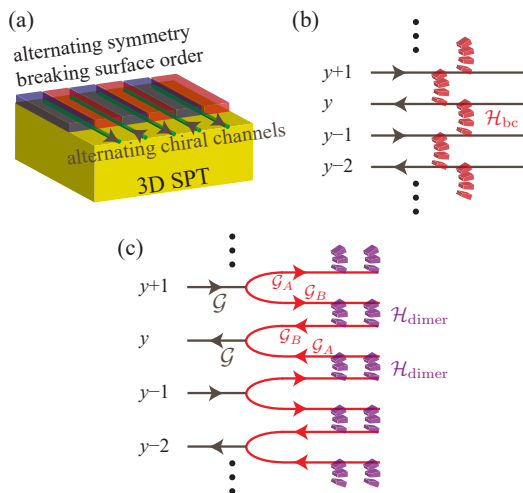 (a)
alternating symmetry
breaking surface order
alternating chiral channels
3D SPT
(b)
y+1
y
y−1
y−2
ℋbc
(c)
y+1
𝒢
𝒢A
𝒢B
y
𝒢
𝒢B
𝒢A
ℋdimer
ℋdimer
y−1
y−2